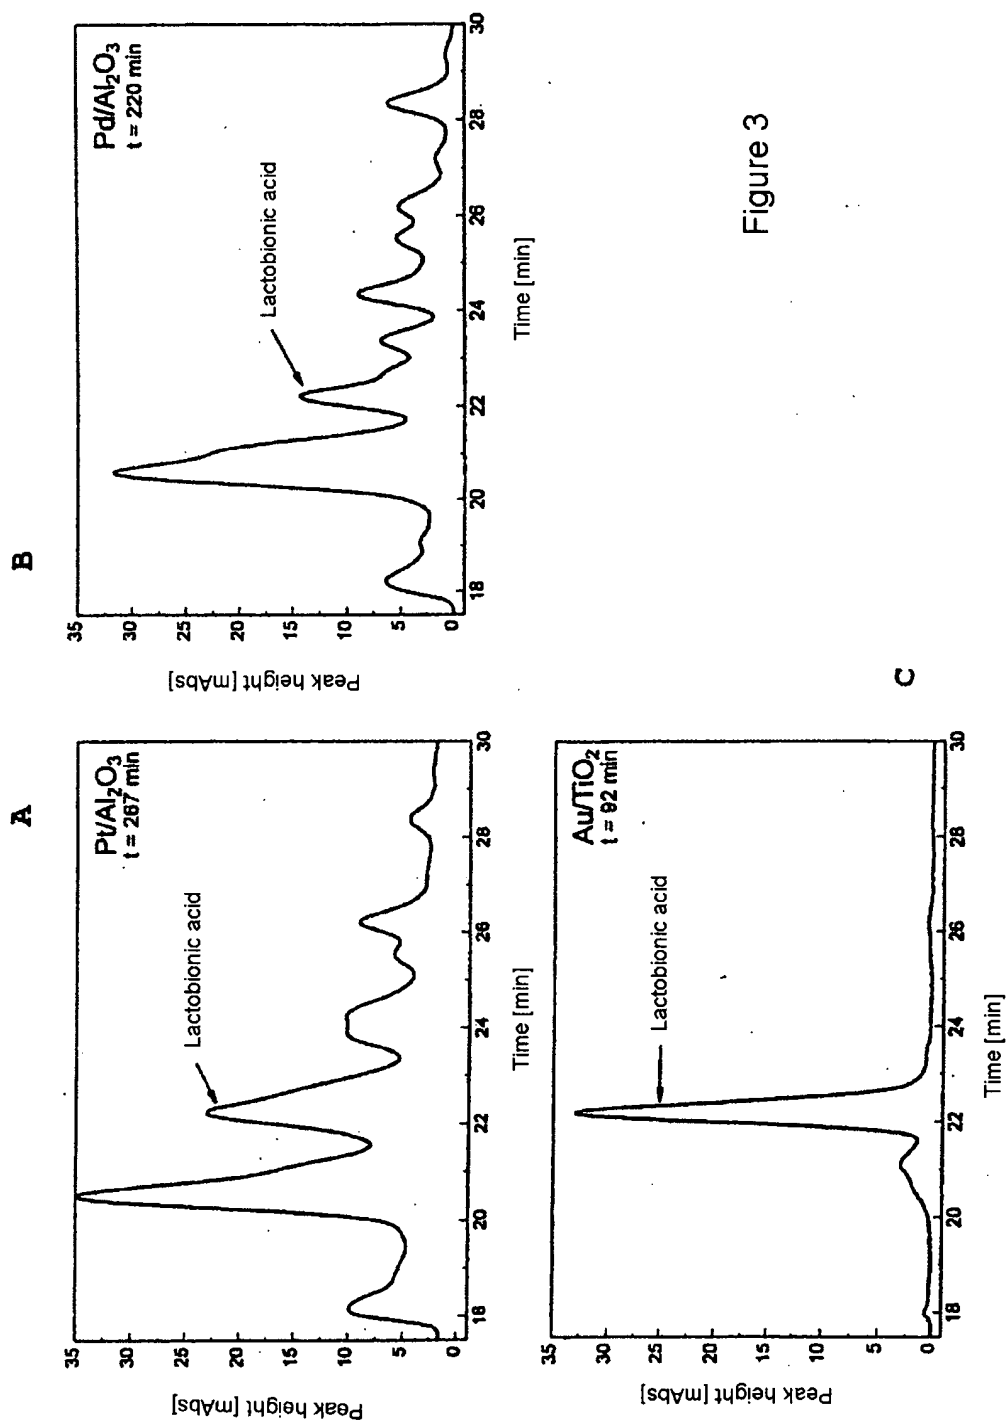 A
Pt/Al2O3
t = 267 min
Lactobionic acid
Peak height [mAbs]
35
30
25
20
15
10
5
0
18
20
22
24
26
28
30
Time [min]
B
Pd/Al2O3
t = 220 min
Lactobionic acid
Peak height [mAbs]
35
30
25
20
15
10
5
0
18
20
22
24
26
28
30
Time [min]
C
Au/TiO2
t = 92 min
Lactobionic acid
Peak height [mAbs]
35
30
25
20
15
10
5
0
18
20
22
24
26
28
30
Time [min]
Figure 3